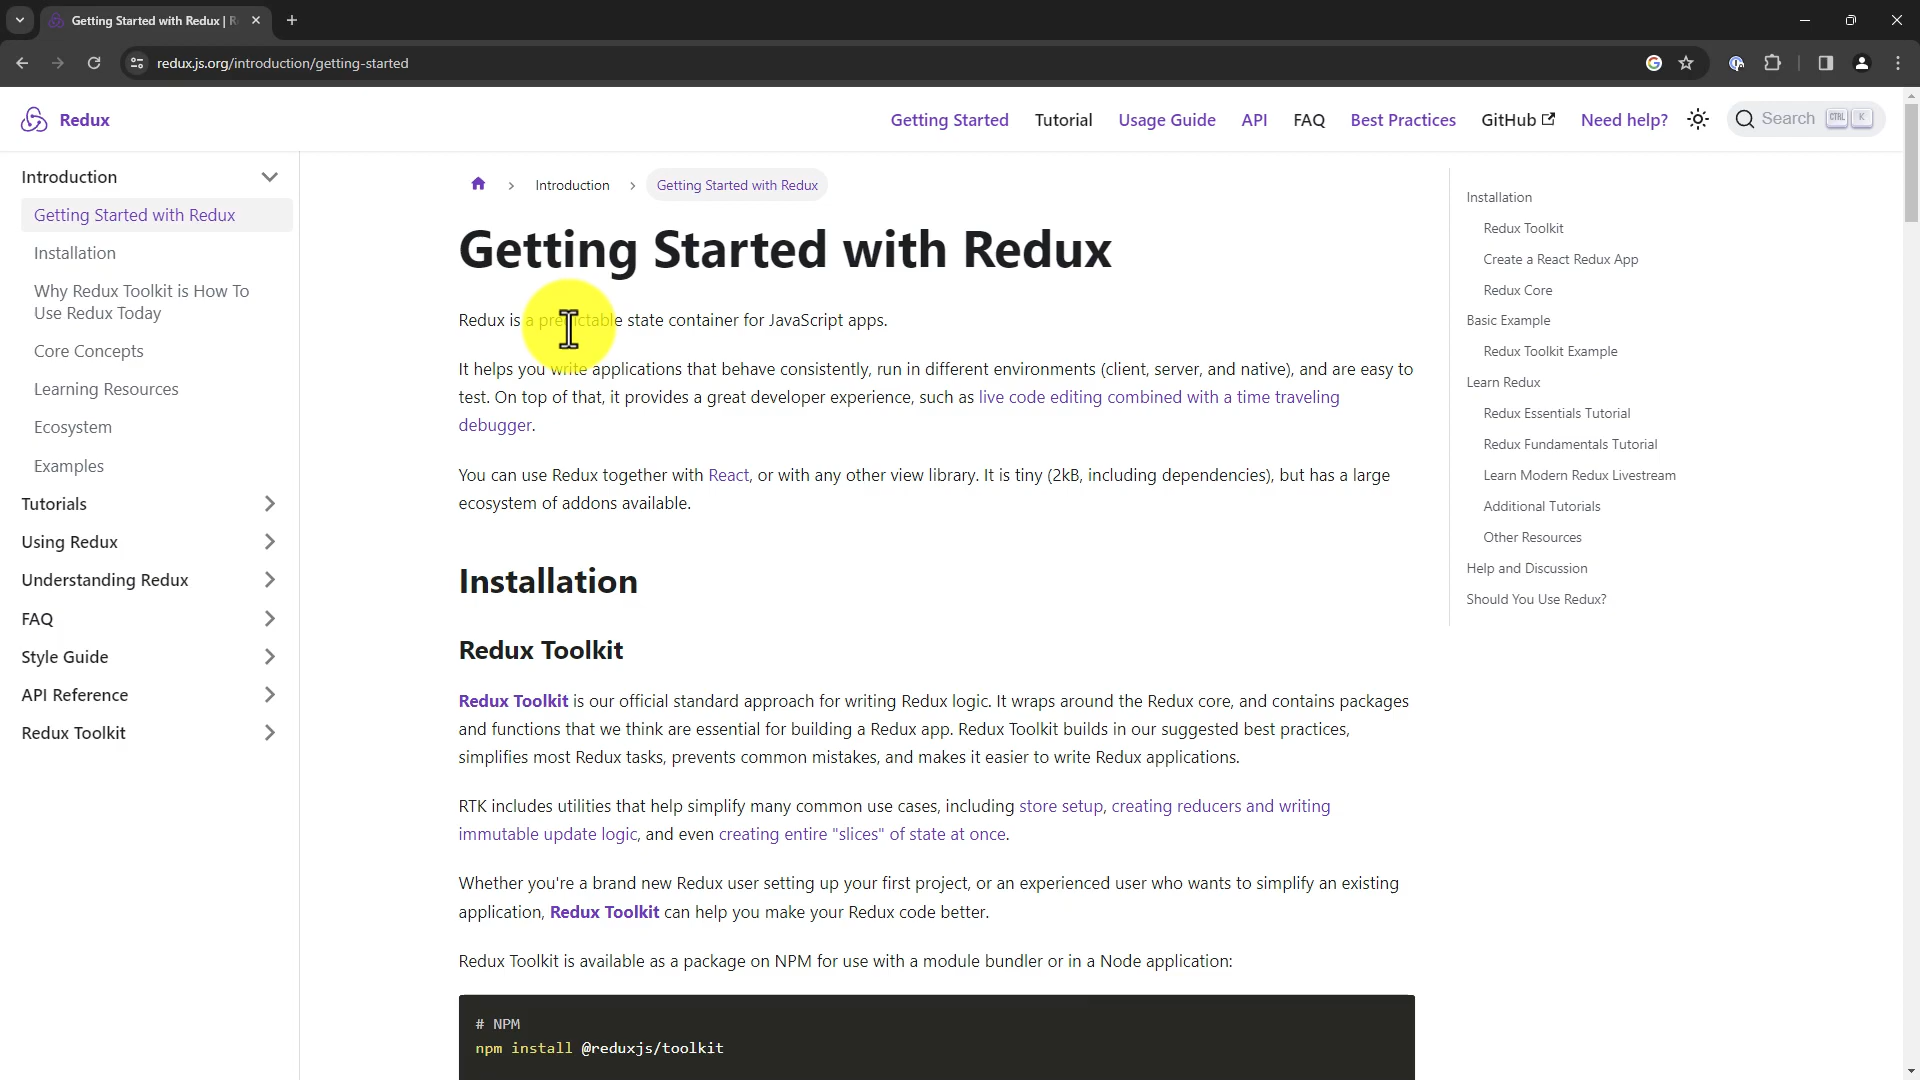 Getting Started with Redux | R
redux.js.org/introduction/getting-started
Redux
Getting Started
Tutorial
Usage Guide
API
FAQ
Best Practices
GitHub
Need help?
Search
CTRL
K
Introduction
Getting Started with Redux
Installation
Why Redux Toolkit is How To
Use Redux Today
Core Concepts
Learning Resources
Ecosystem
Examples
Tutorials
Using Redux
Understanding Redux
FAQ
Style Guide
API Reference
Redux Toolkit
Introduction
Getting Started with Redux
Getting Started with Redux
Redux is a predictable state container for JavaScript apps.
It helps you write applications that behave consistently, run in different environments (client, server, and native), and are easy to
test. On top of that, it provides a great developer experience, such as live code editing combined with a time traveling
debugger.
You can use Redux together with React, or with any other view library. It is tiny (2kB, including dependencies), but has a large
ecosystem of addons available.
Installation
Redux Toolkit
Redux Toolkit is our official standard approach for writing Redux logic. It wraps around the Redux core, and contains packages
and functions that we think are essential for building a Redux app. Redux Toolkit builds in our suggested best practices,
simplifies most Redux tasks, prevents common mistakes, and makes it easier to write Redux applications.
RTK includes utilities that help simplify many common use cases, including store setup, creating reducers and writing
immutable update logic, and even creating entire "slices" of state at once.
Whether you're a brand new Redux user setting up your first project, or an experienced user who wants to simplify an existing
application, Redux Toolkit can help you make your Redux code better.
Redux Toolkit is available as a package on NPM for use with a module bundler or in a Node application:
# NPM
npm install @reduxjs/toolkit
Installation
Redux Toolkit
Create a React Redux App
Redux Core
Basic Example
Redux Toolkit Example
Learn Redux
Redux Essentials Tutorial
Redux Fundamentals Tutorial
Learn Modern Redux Livestream
Additional Tutorials
Other Resources
Help and Discussion
Should You Use Redux?